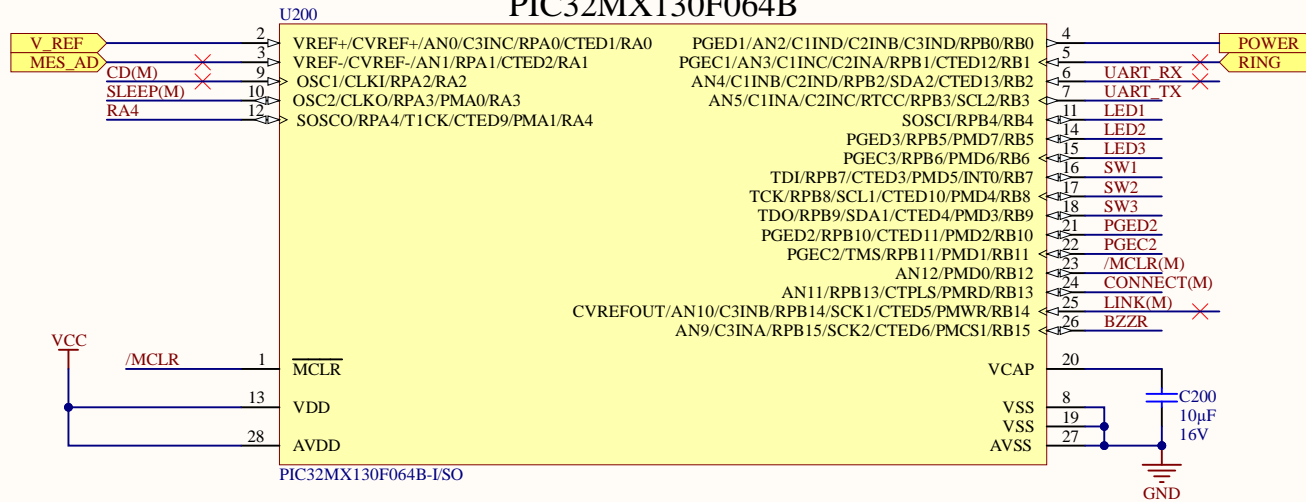 PIC32MX130F064B
U200
V_REF 2 VREF+/CVREF+/AN0/C3INC/RPA0/CTED1/RA0
MES_AD 3 VREF-/CVREF-/AN1/RPA1/CTED2/RA1
CD(M) 9 OSC1/CLKI/RPA2/RA2
SLEEP(M) 10 OSC2/CLKO/RPA3/PMA0/RA3
RA4 12 SOSCO/RPA4/T1CK/CTED9/PMA1/RA4
PGED1/AN2/C1IND/C2INB/C3IND/RPB0/RB0 4 POWER
PGEC1/AN3/C1INC/C2INA/RPB1/CTED12/RB1 5 RING
AN4/C1INB/C2IND/RPB2/SDA2/CTED13/RB2 6 UART_RX
AN5/C1INA/C2INC/RTCC/RPB3/SCL2/RB3 7 UART_TX
SOSCI/RPB4/RB4 11 LED1
PGED3/RPB5/PMD7/RB5 14 LED2
PGEC3/RPB6/PMD6/RB6 15 LED3
TDI/RPB7/CTED3/PMD5/INT0/RB7 16 SW1
TCK/RPB8/SCL1/CTED10/PMD4/RB8 17 SW2
TDO/RPB9/SDA1/CTED4/PMD3/RB9 18 SW3
PGED2/RPB10/CTED11/PMD2/RB10 21 PGED2
PGEC2/TMS/RPB11/PMD1/RB11 22 PGEC2
AN12/PMD0/RB12 23 /MCLR(M)
AN11/RPB13/CTPLS/PMRD/RB13 24 CONNECT(M)
CVREFOUT/AN10/C3INB/RPB14/SCK1/CTED5/PMWR/RB14 25 LINK(M)
AN9/C3INA/RPB15/SCK2/CTED6/PMCS1/RB15 26 BZZR
VCC
/MCLR 1 MCLR
13 VDD
28 AVDD
VCAP 20
VSS 8
VSS 19
AVSS 27
C200
10µF
16V
GND
PIC32MX130F064B-I/SO